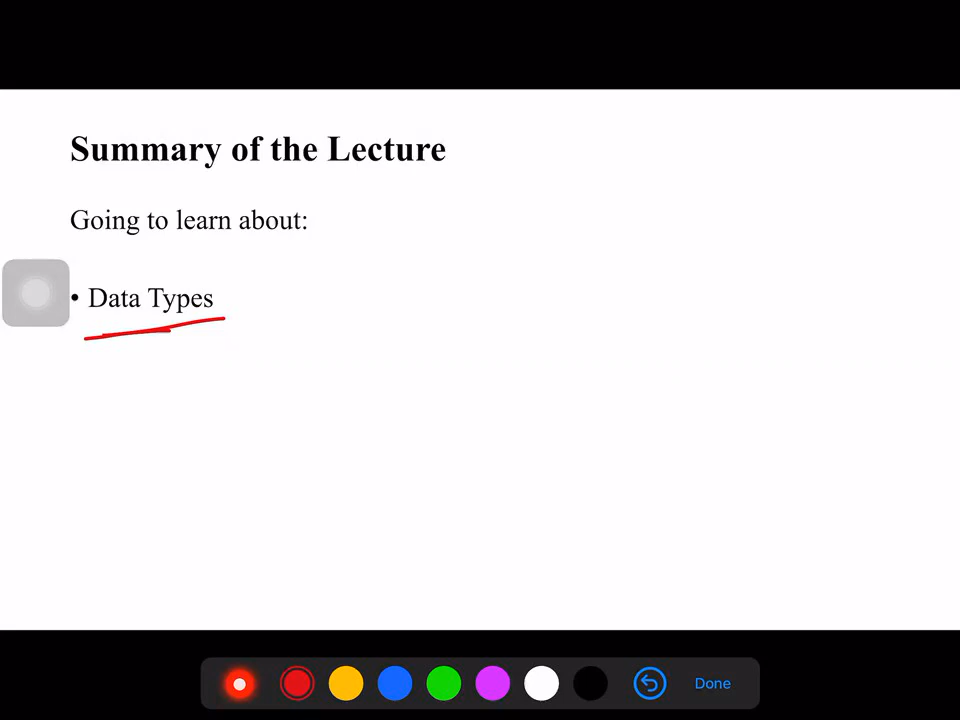 Summary of the Lecture
Going to learn about:
• Data Types
Done